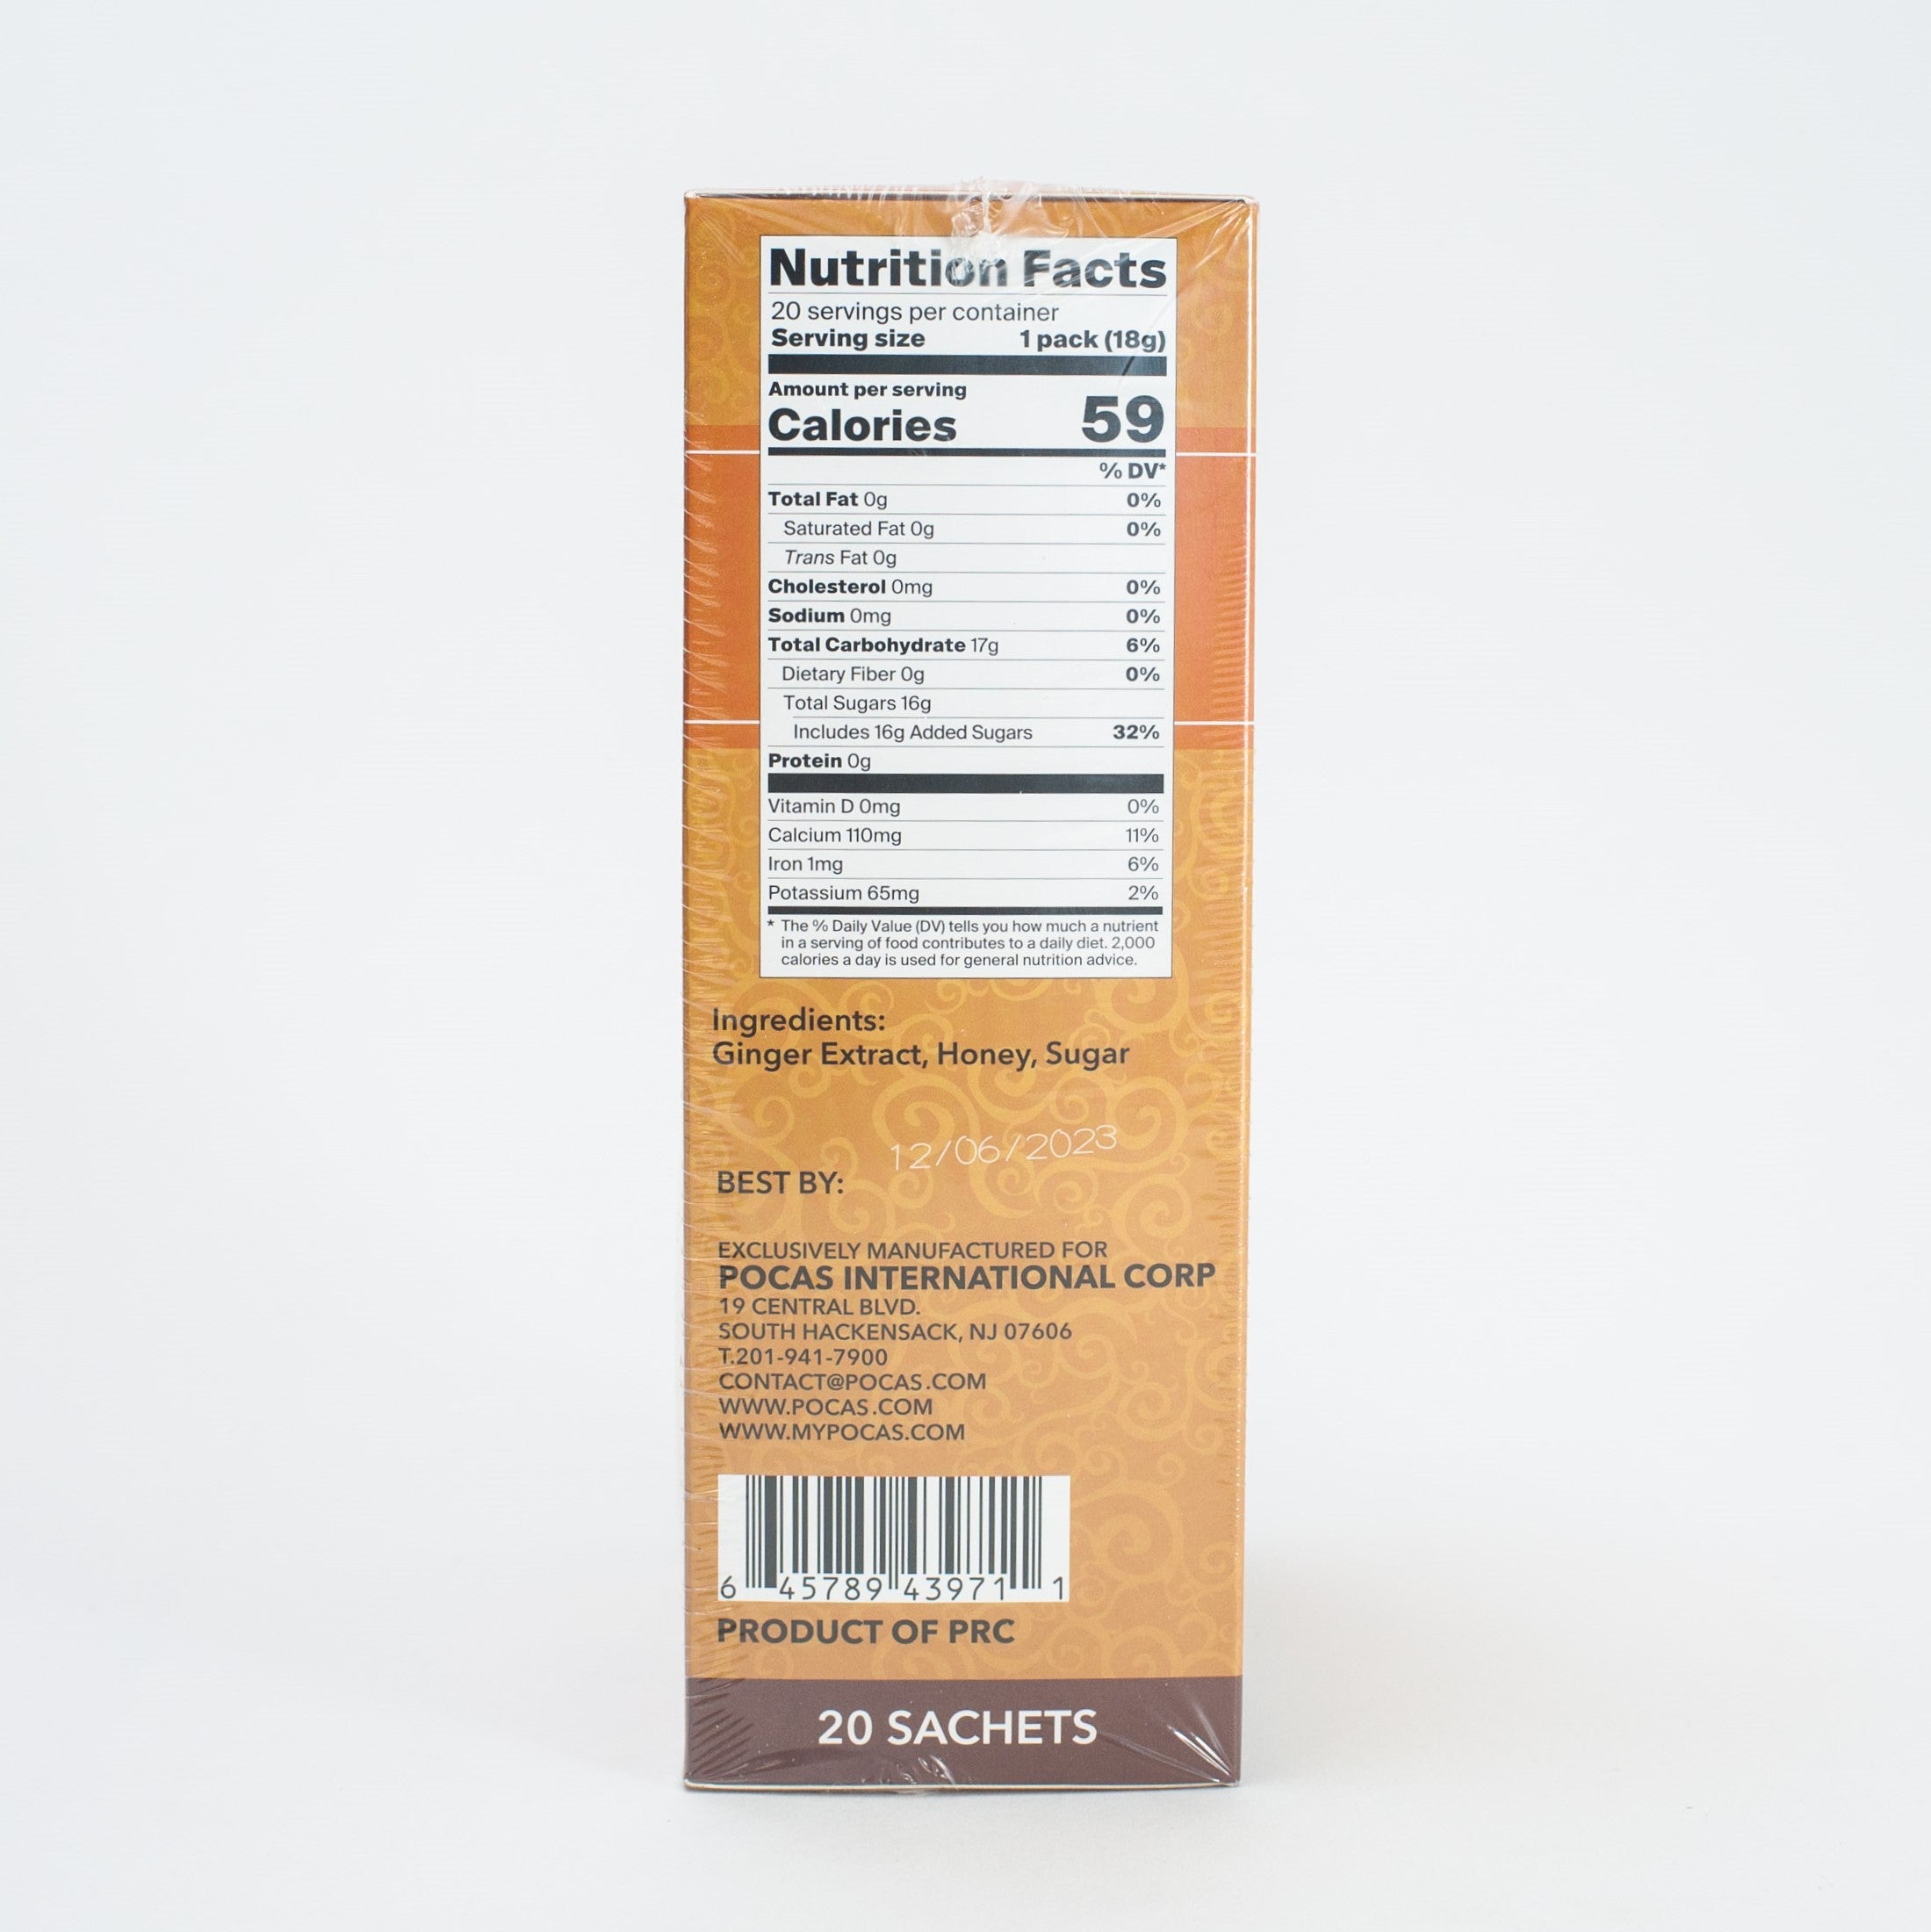 Nutrition Facts
20 servings per container
Serving size 1 pack (18g)
Amount per serving
Calories 59
% DV*
Total Fat 0g 0%
Saturated Fat 0g 0%
Trans Fat 0g
Cholesterol 0mg 0%
Sodium 0mg 0%
Total Carbohydrate 17g 6%
Dietary Fiber 0g 0%
Total Sugars 16g
Includes 16g Added Sugars 32%
Protein 0g
Vitamin D 0mg 0%
Calcium 110mg 11%
Iron 1mg 6%
Potassium 65mg 2%
* The % Daily Value (DV) tells you how much a nutrient
in a serving of food contributes to a daily diet. 2,000
calories a day is used for general nutrition advice.
Ingredients:
Ginger Extract, Honey, Sugar
12/06/2023
BEST BY:
EXCLUSIVELY MANUFACTURED FOR
POCAS INTERNATIONAL CORP
19 CENTRAL BLVD.
SOUTH HACKENSACK, NJ 07606
T.201-941-7900
CONTACT@POCAS.COM
WWW.POCAS.COM
WWW.MYPOCAS.COM
6 45789 43971 1
PRODUCT OF PRC
20 SACHETS